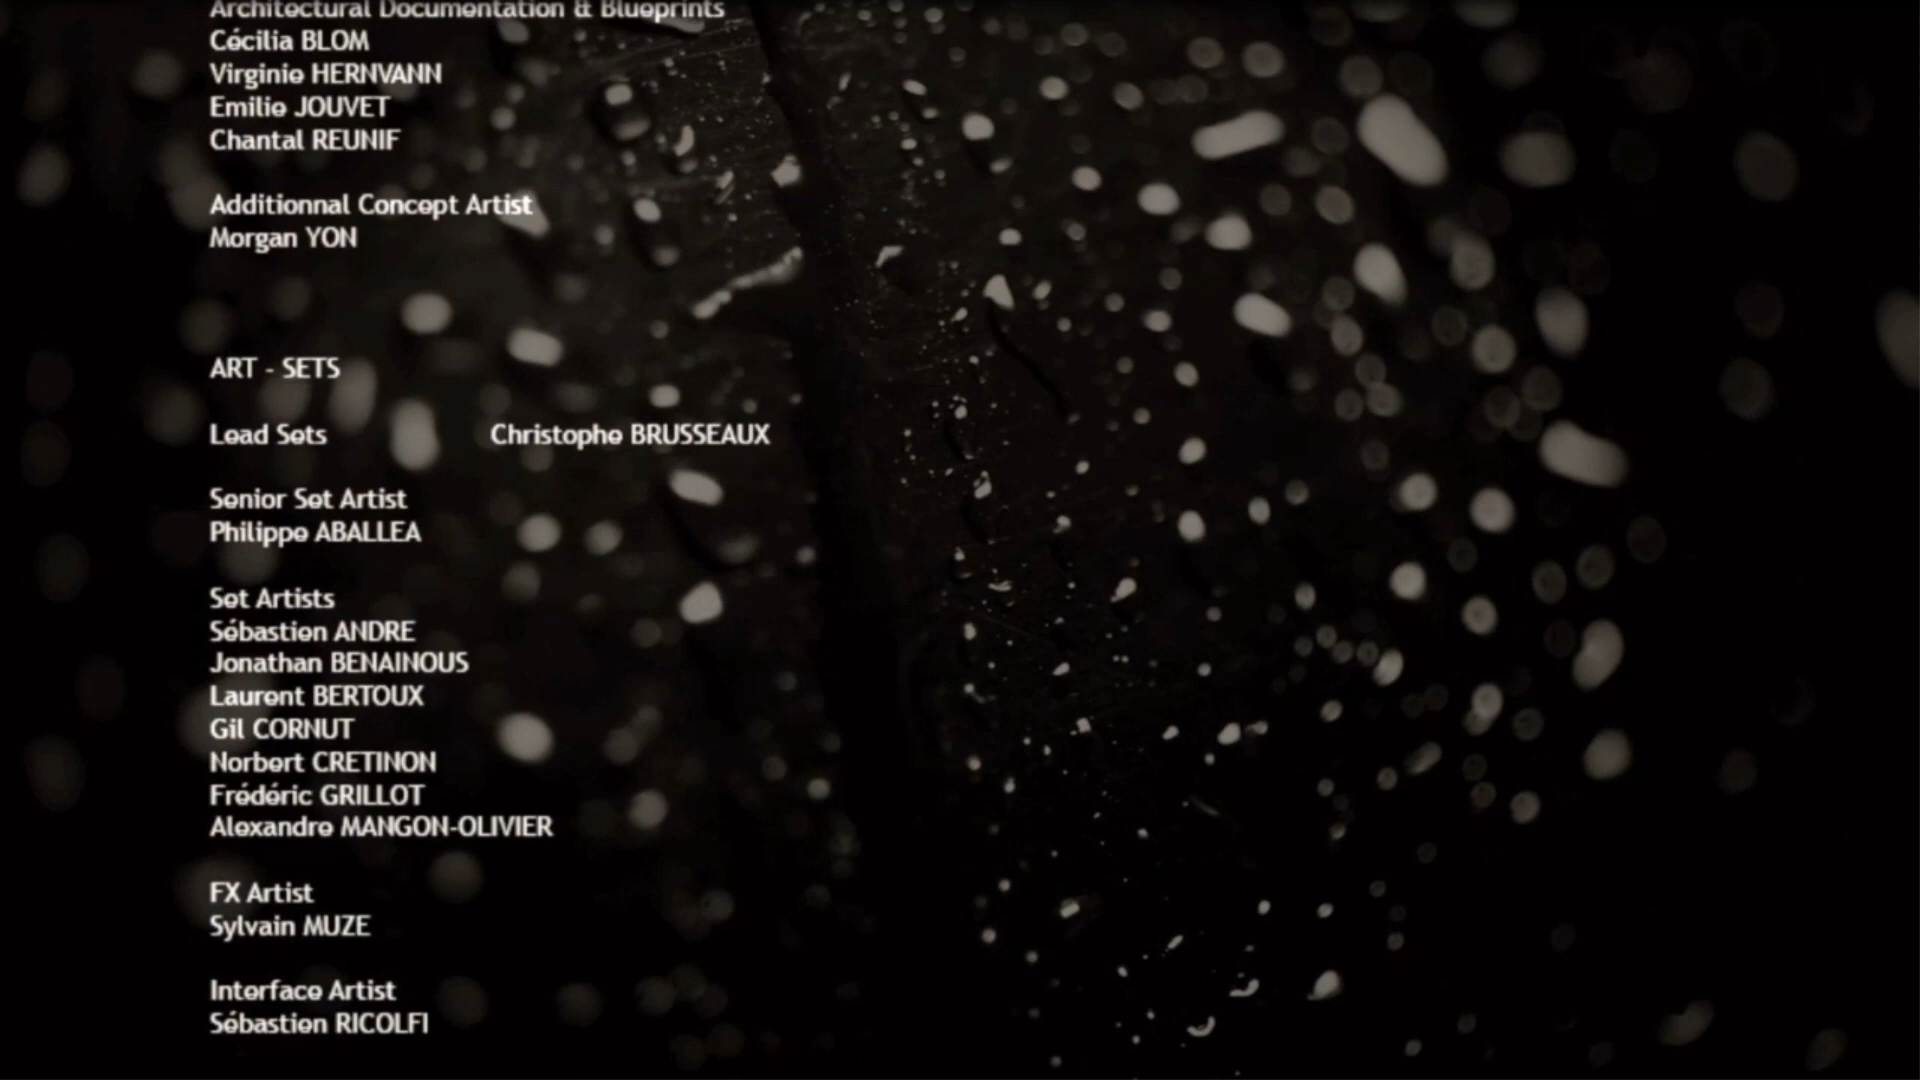 Architectural Documentation & Blueprints
Cécilia BLOM
Virginie HERNVANN
Emilie JOUVET
Chantal REUNIF
Additionnal Concept Artist
Morgan YON
ART - SETS
Lead Sets Christophe BRUSSEAUX
Senior Set Artist
Philippe ABALLEA
Set Artists
Sébastien ANDRE
Jonathan BENAINOUS
Laurent BERTOUX
Gil CORNUT
Norbert CRETINON
Frédéric GRILLOT
Alexandre MANGON-OLIVIER
FX Artist
Sylvain MUZE
Interface Artist
Sébastien RICOLFI